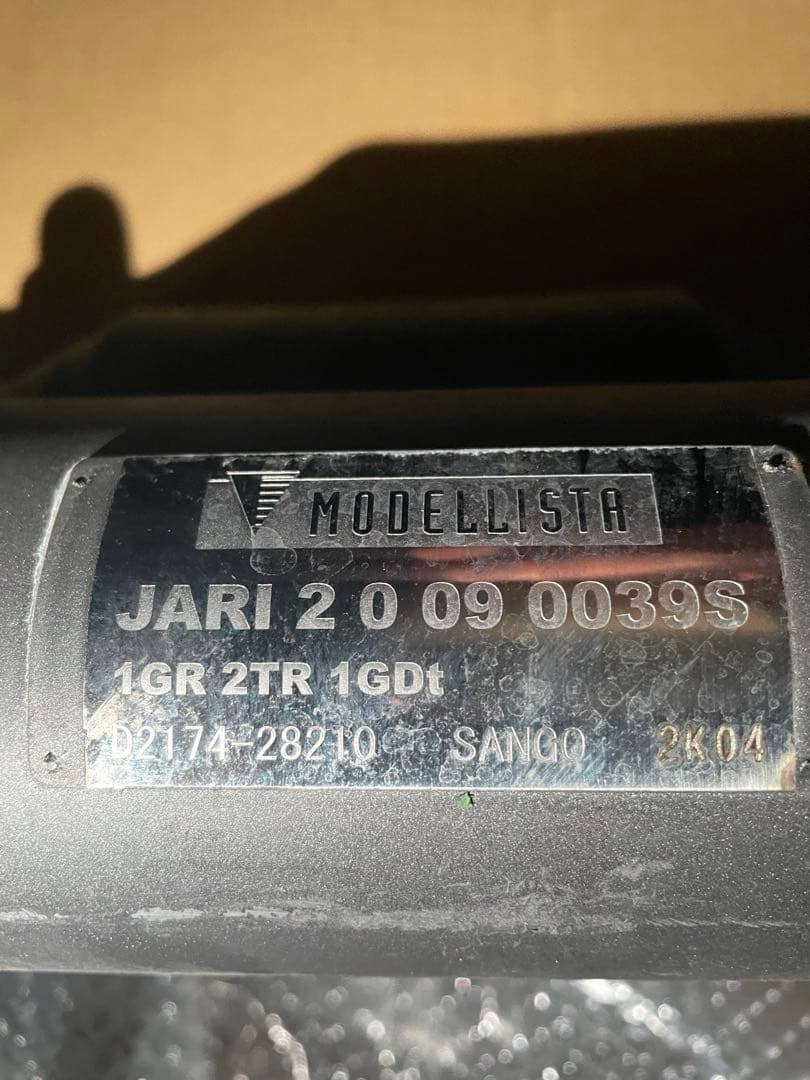 MODELLISTA
JARI 2 0 09 0039S
1GR 2TR 1GDt
D2174-28210 SANGO 2K04